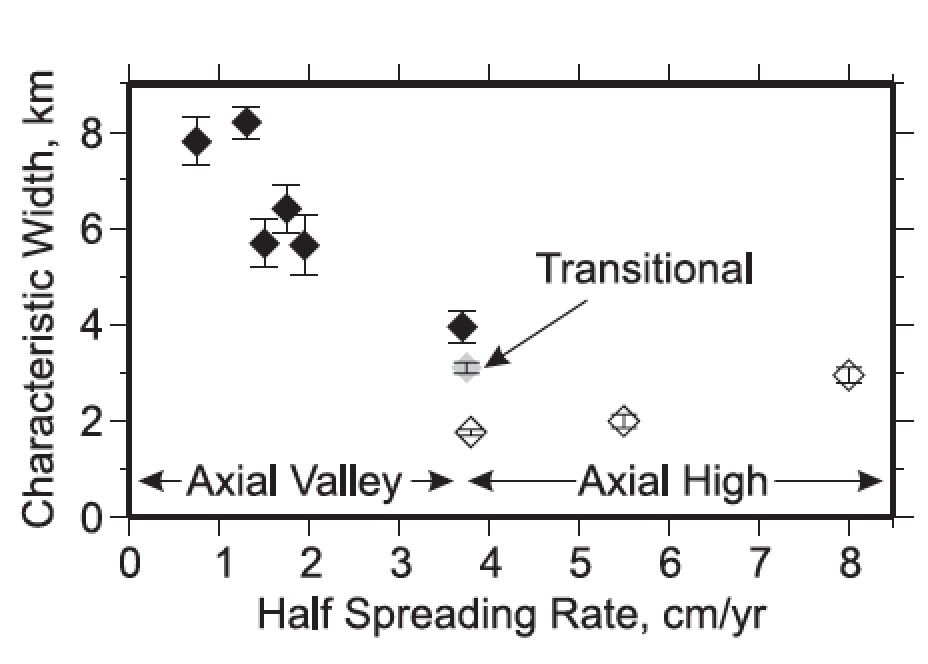 Characteristic Width, km
8
6
4
2
0
Transitional
Axial Valley
Axial High
0 1 2 3 4 5 6 7 8
Half Spreading Rate, cm/yr